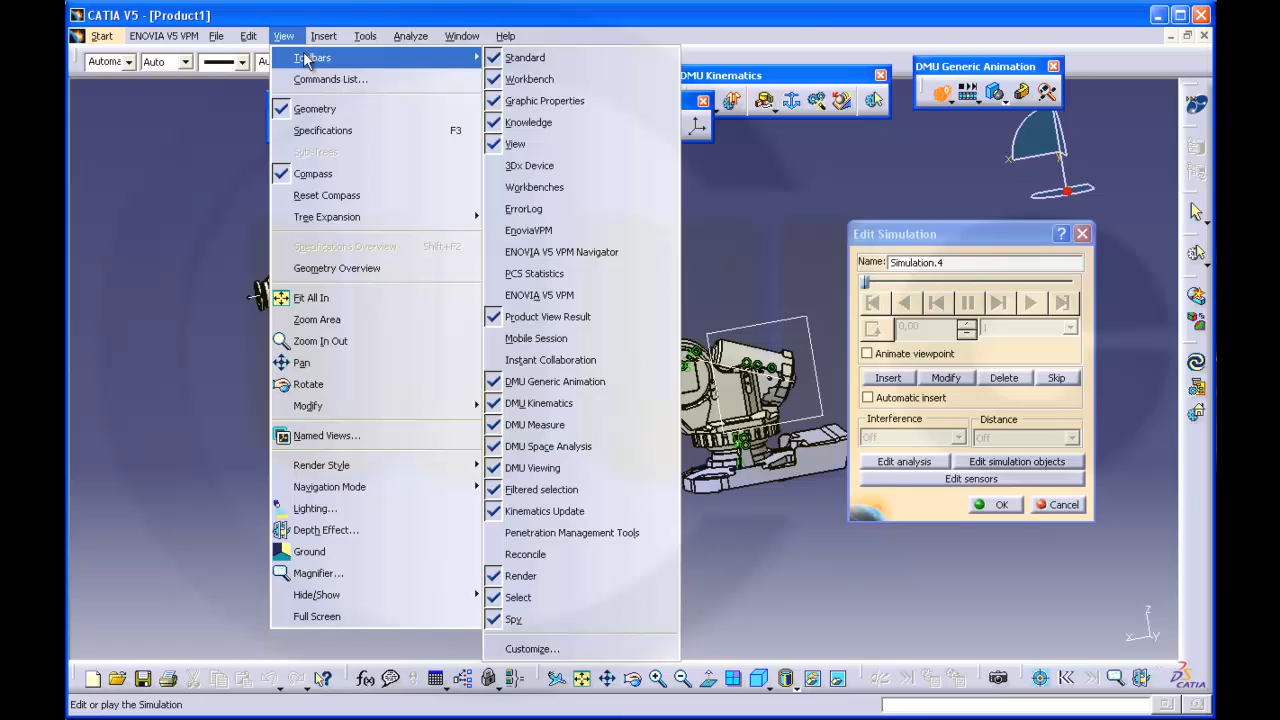 CATIA V5 - [Product1]
Start ENOVIA V5 VPM File Edit View Insert Tools Analyze Window Help
Automa Auto
Toolbars
Commands List...
Geometry
Specifications F3
Sub-Trees
Compass
Reset Compass
Tree Expansion
Specifications Overview Shift+F2
Geometry Overview
Fit All In
Zoom Area
Zoom In Out
Pan
Rotate
Modify
Named Views...
Render Style
Navigation Mode
Lighting...
Depth Effect...
Ground
Magnifier...
Hide/Show
Full Screen
Standard
Workbench
Graphic Properties
Knowledge
View
3Dx Device
Workbenches
ErrorLog
EnoviaVPM
ENOVIA V5 VPM Navigator
PCS Statistics
ENOVIA V5 VPM
Product View Result
Mobile Session
Instant Collaboration
DMU Generic Animation
DMU Kinematics
DMU Measure
DMU Space Analysis
DMU Viewing
Filtered selection
Kinematics Update
Penetration Management Tools
Reconcile
Render
Select
Spy
Customize...
DMU Kinematics
DMU Generic Animation
X
Y
Edit Simulation
Name: Simulation.4
0,00 1
Animate viewpoint
Insert Modify Delete Skip
Automatic insert
Interference Distance
Off Off
Edit analysis Edit simulation objects
Edit sensors
OK Cancel
z
x y
f(x)
CATIA
Edit or play the Simulation